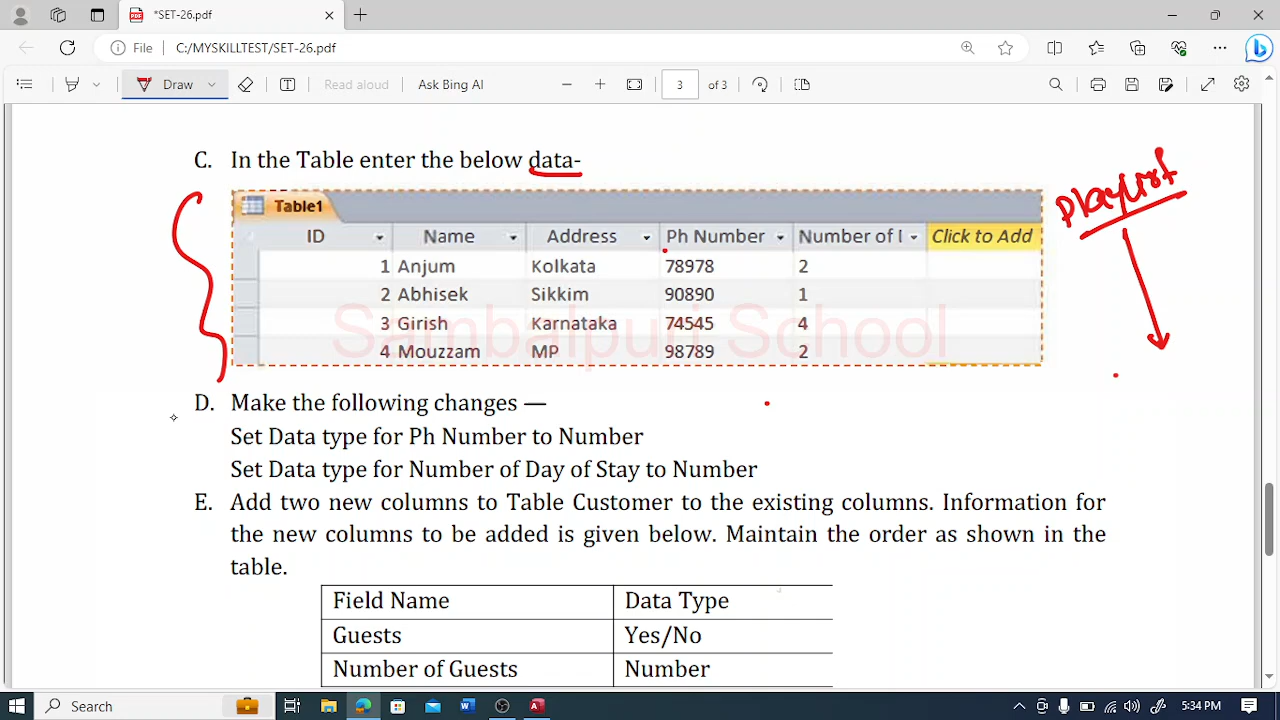 *SET-26.pdf
File C:/MYSKILLTEST/SET-26.pdf
Draw Read aloud Ask Bing AI 3 of 3
C. In the Table enter the below data-
Playlist
Table1
ID Name Address Ph Number Number of D Click to Add
1 Anjum Kolkata 78978 2
2 Abhisek Sikkim 90890 1
3 Girish Karnataka 74545 4
4 Mouzzam MP 98789 2
Sambalpuri School
D. Make the following changes —
Set Data type for Ph Number to Number
Set Data type for Number of Day of Stay to Number
E. Add two new columns to Table Customer to the existing columns. Information for
the new columns to be added is given below. Maintain the order as shown in the
table.
Field Name Data Type
Guests Yes/No
Number of Guests Number
Search 5:34 PM